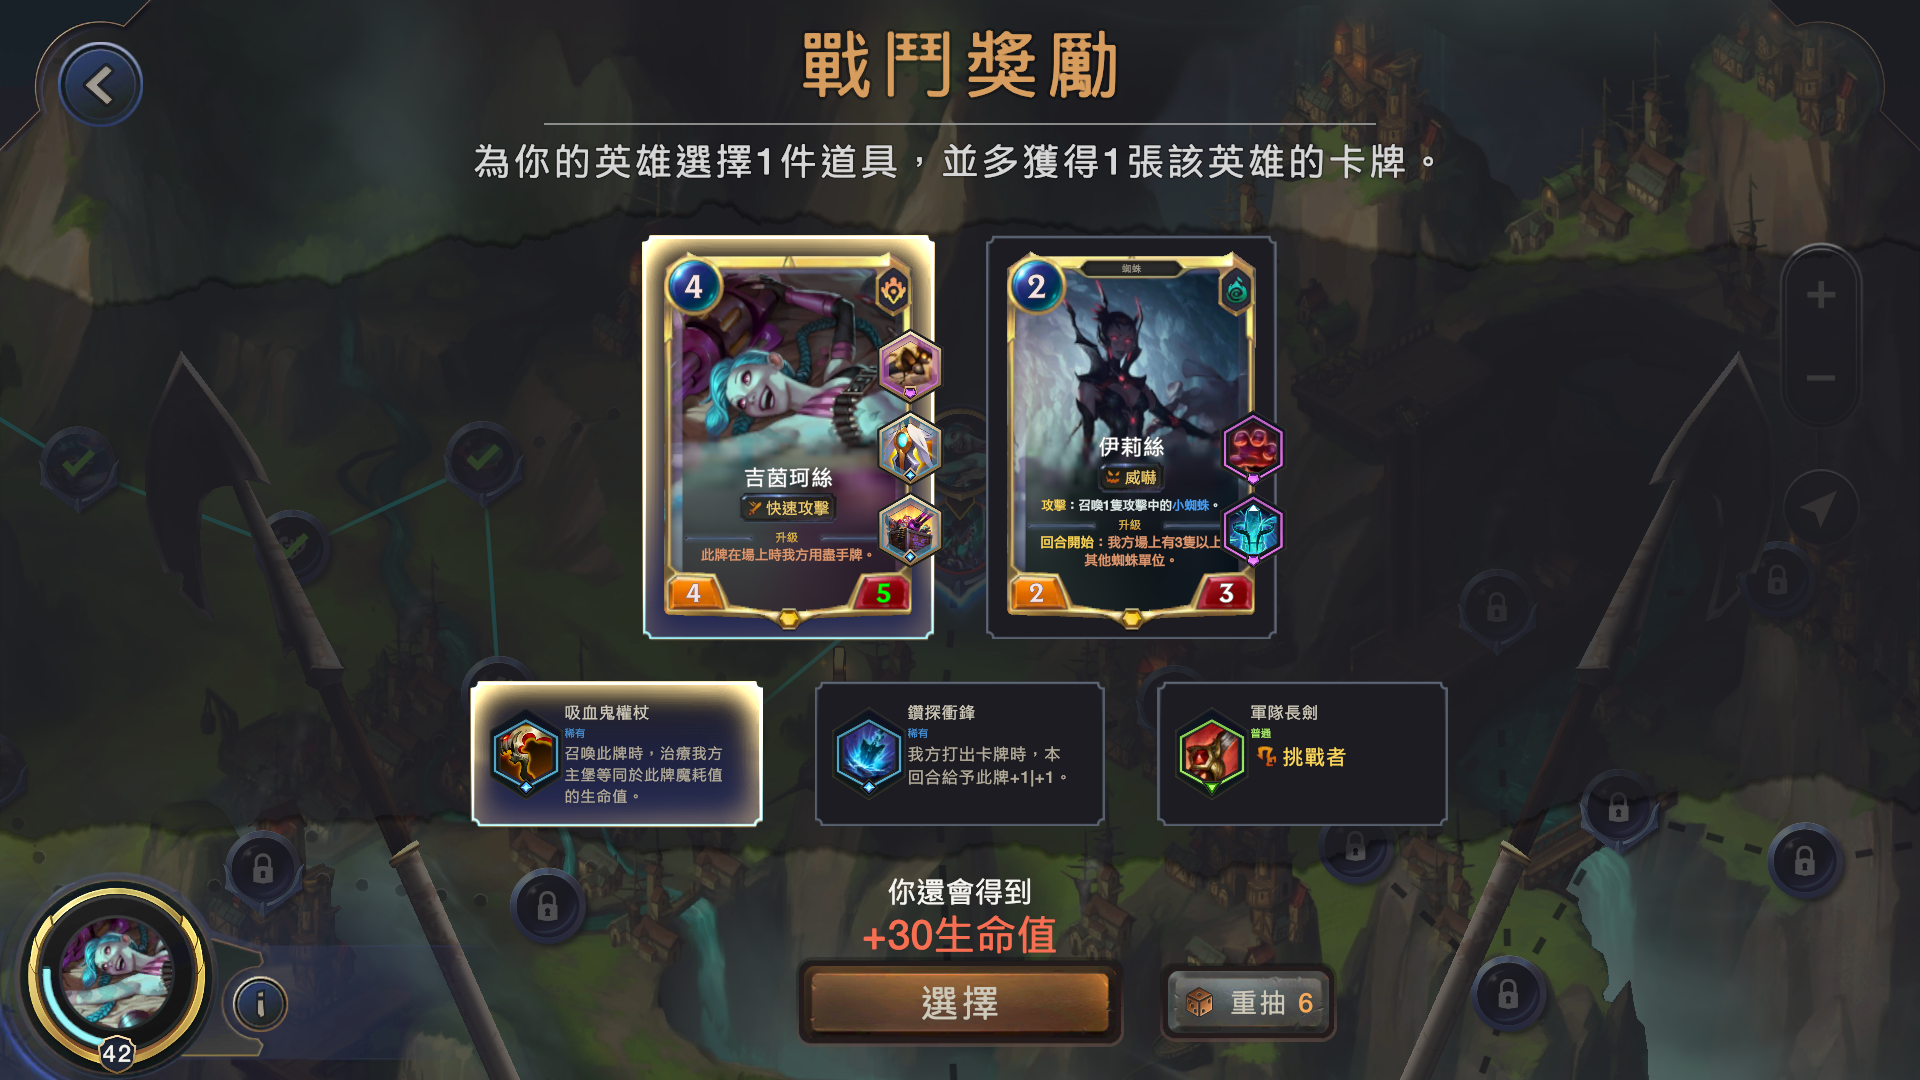 戰鬥獎勵
為你的英雄選擇1件道具，並多獲得1張該英雄的卡牌。
4
吉茵珂絲
快速攻擊
升級
此牌在場上時我方用盡手牌。
4
5
蜘蛛
2
伊莉絲
威嚇
攻擊：召喚1隻攻擊中的小蜘蛛。
升級
回合開始：我方場上有3隻以上
其他蜘蛛單位。
2
3
吸血鬼權杖
稀有
召喚此牌時，治療我方
主堡等同於此牌魔耗值
的生命值。
鑽探衝鋒
稀有
我方打出卡牌時，本
回合給予此牌+1|+1。
軍隊長劍
普通
挑戰者
你還會得到
+30生命值
選擇
重抽 6
42